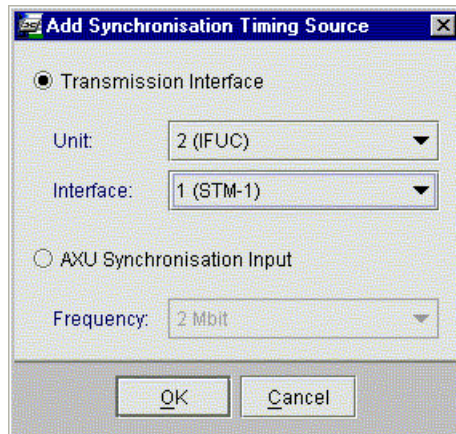 Add Synchronisation Timing Source
Transmission Interface
Unit: 2 (IFUC)
Interface: 1 (STM-1)
AXU Synchronisation Input
Frequency: 2 Mbit
OK Cancel